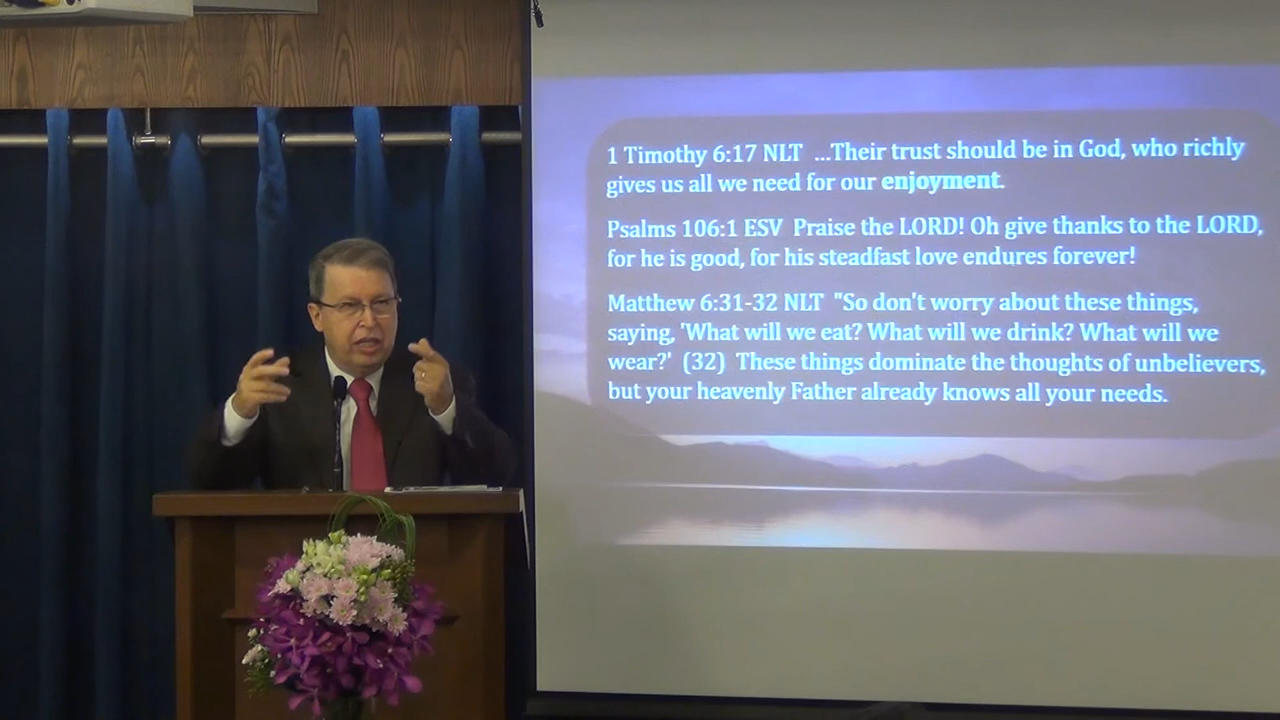 1 Timothy 6:17 NLT ...Their trust should be in God, who richly
gives us all we need for our enjoyment.
Psalms 106:1 ESV Praise the LORD! Oh give thanks to the LORD,
for he is good, for his steadfast love endures forever!
Matthew 6:31-32 NLT "So don't worry about these things,
saying, 'What will we eat? What will we drink? What will we
wear?' (32) These things dominate the thoughts of unbelievers,
but your heavenly Father already knows all your needs.